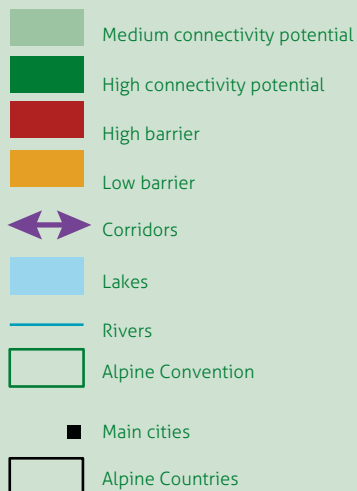 Medium connectivity potential
High connectivity potential
High barrier
Low barrier
Corridors
Lakes
Rivers
Alpine Convention
Main cities
Alpine Countries